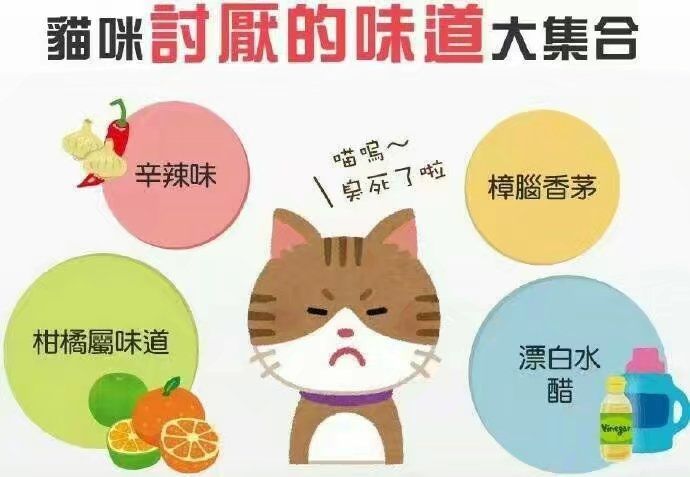 貓咪討厭的味道大集合
辛辣味
喵嗚～
臭死了啦
樟腦香茅
柑橘屬味道
漂白水
醋
Vinegar